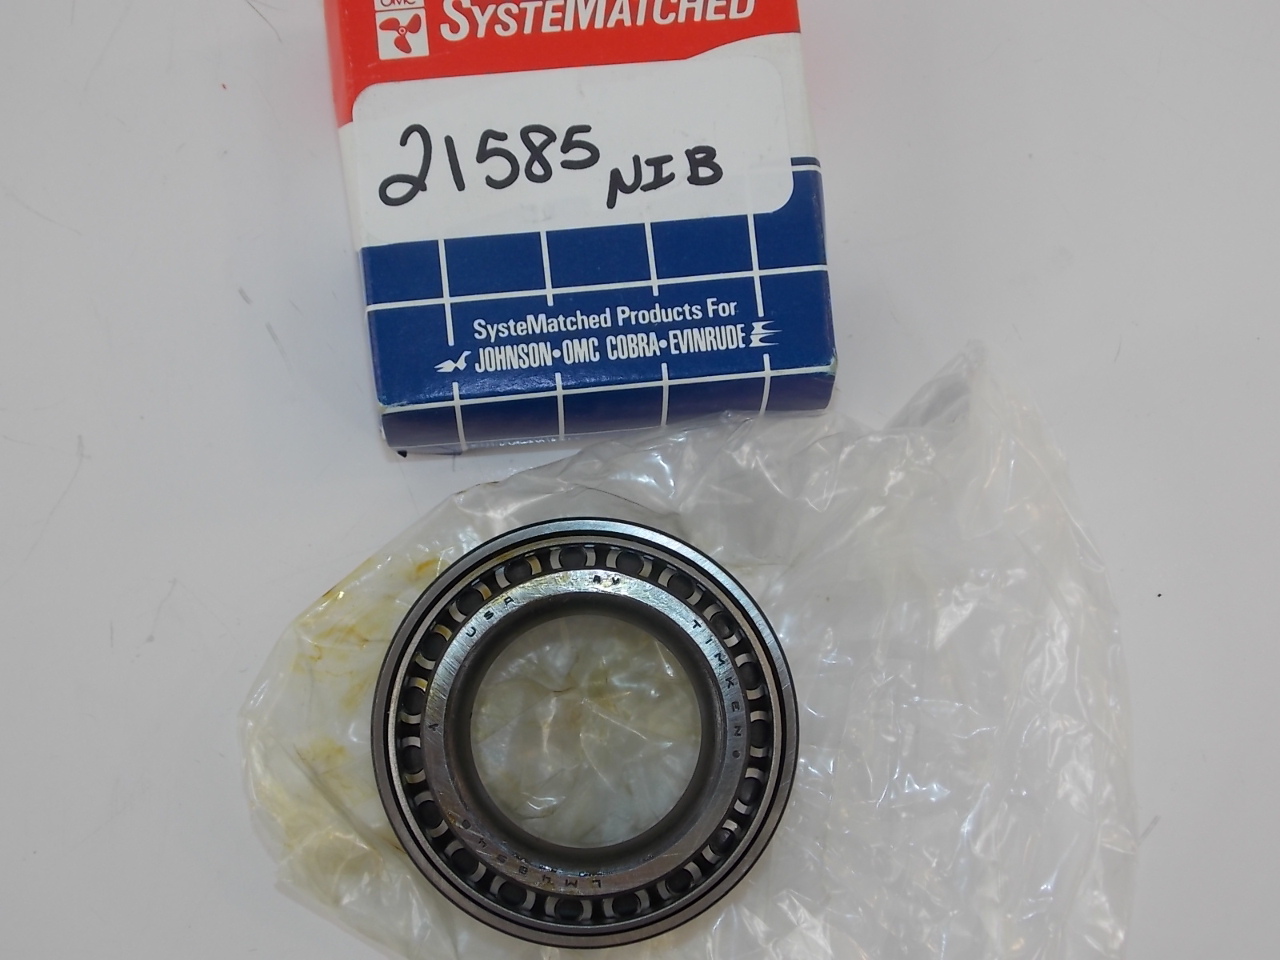 OMC
SYSTEMATCHED
21585 NIB
SysteMatched Products For
JOHNSON•OMC COBRA•EVINRUDE
USA
TIMKEN®